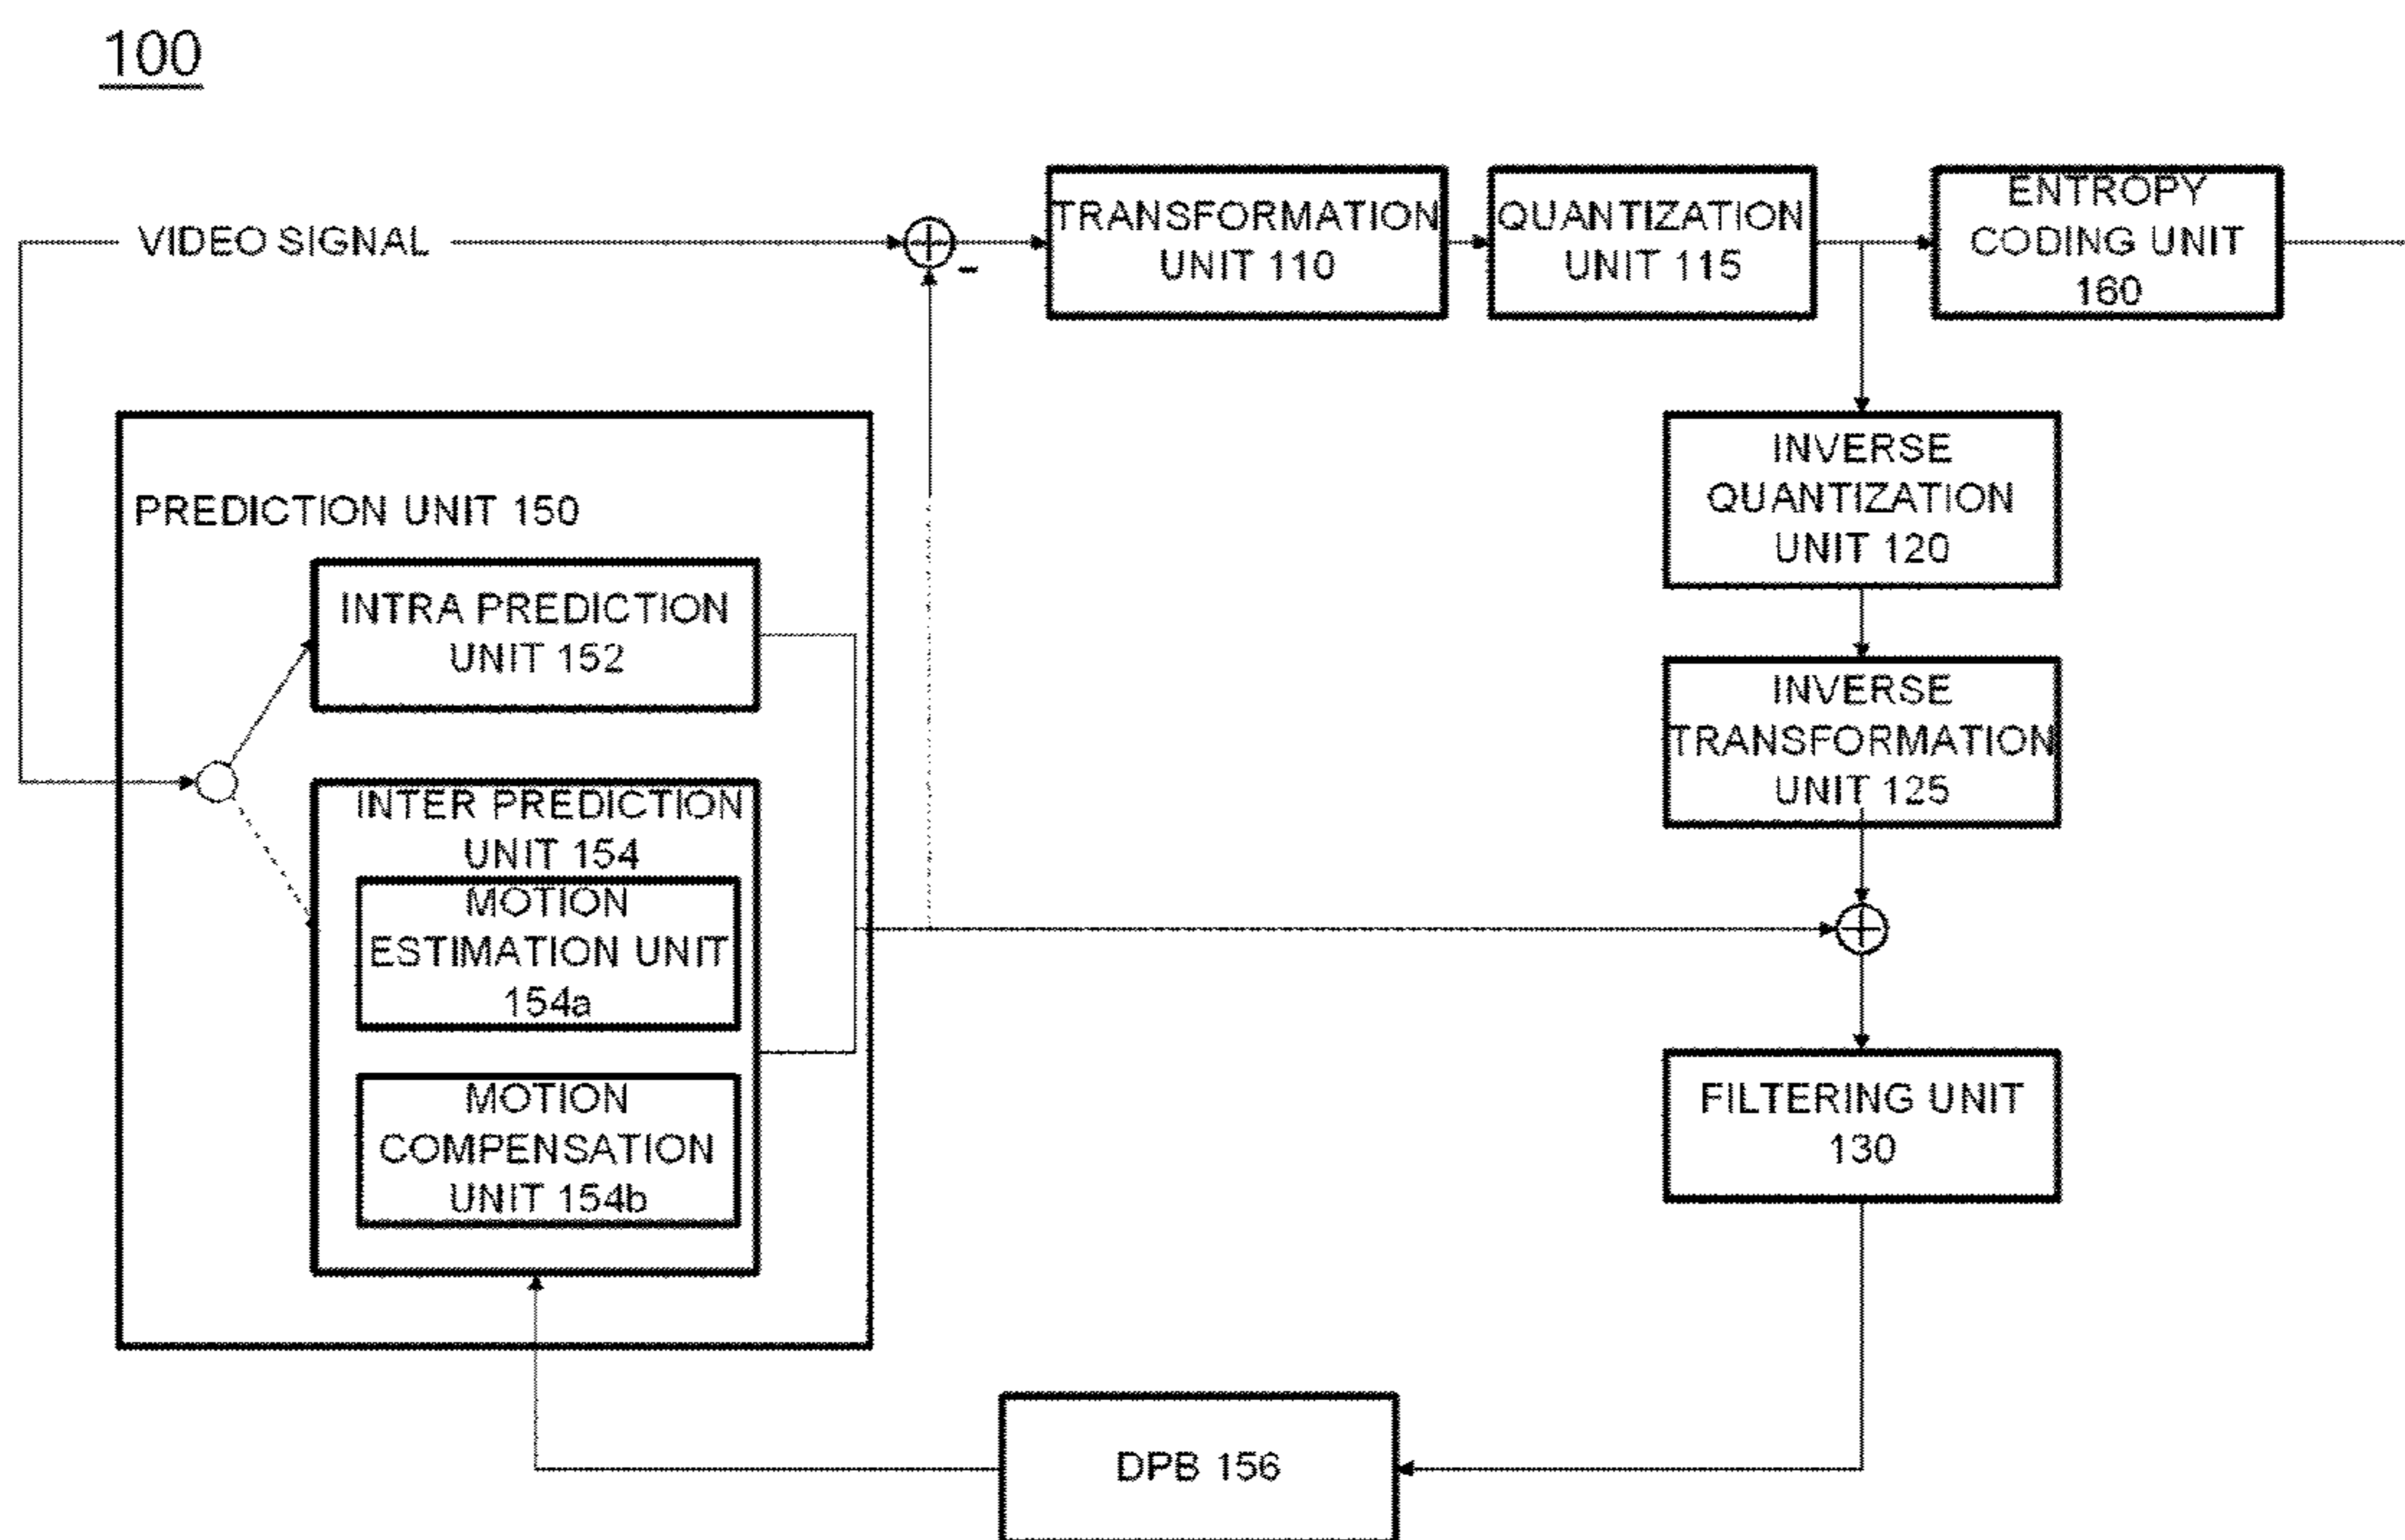 100
VIDEO SIGNAL
-
TRANSFORMATION
UNIT 110
QUANTIZATION
UNIT 115
ENTROPY
CODING UNIT
160
PREDICTION UNIT 150
INTRA PREDICTION
UNIT 152
INTER PREDICTION
UNIT 154
MOTION
ESTIMATION UNIT
154a
MOTION
COMPENSATION
UNIT 154b
INVERSE
QUANTIZATION
UNIT 120
INVERSE
TRANSFORMATION
UNIT 125
FILTERING UNIT
130
DPB 156